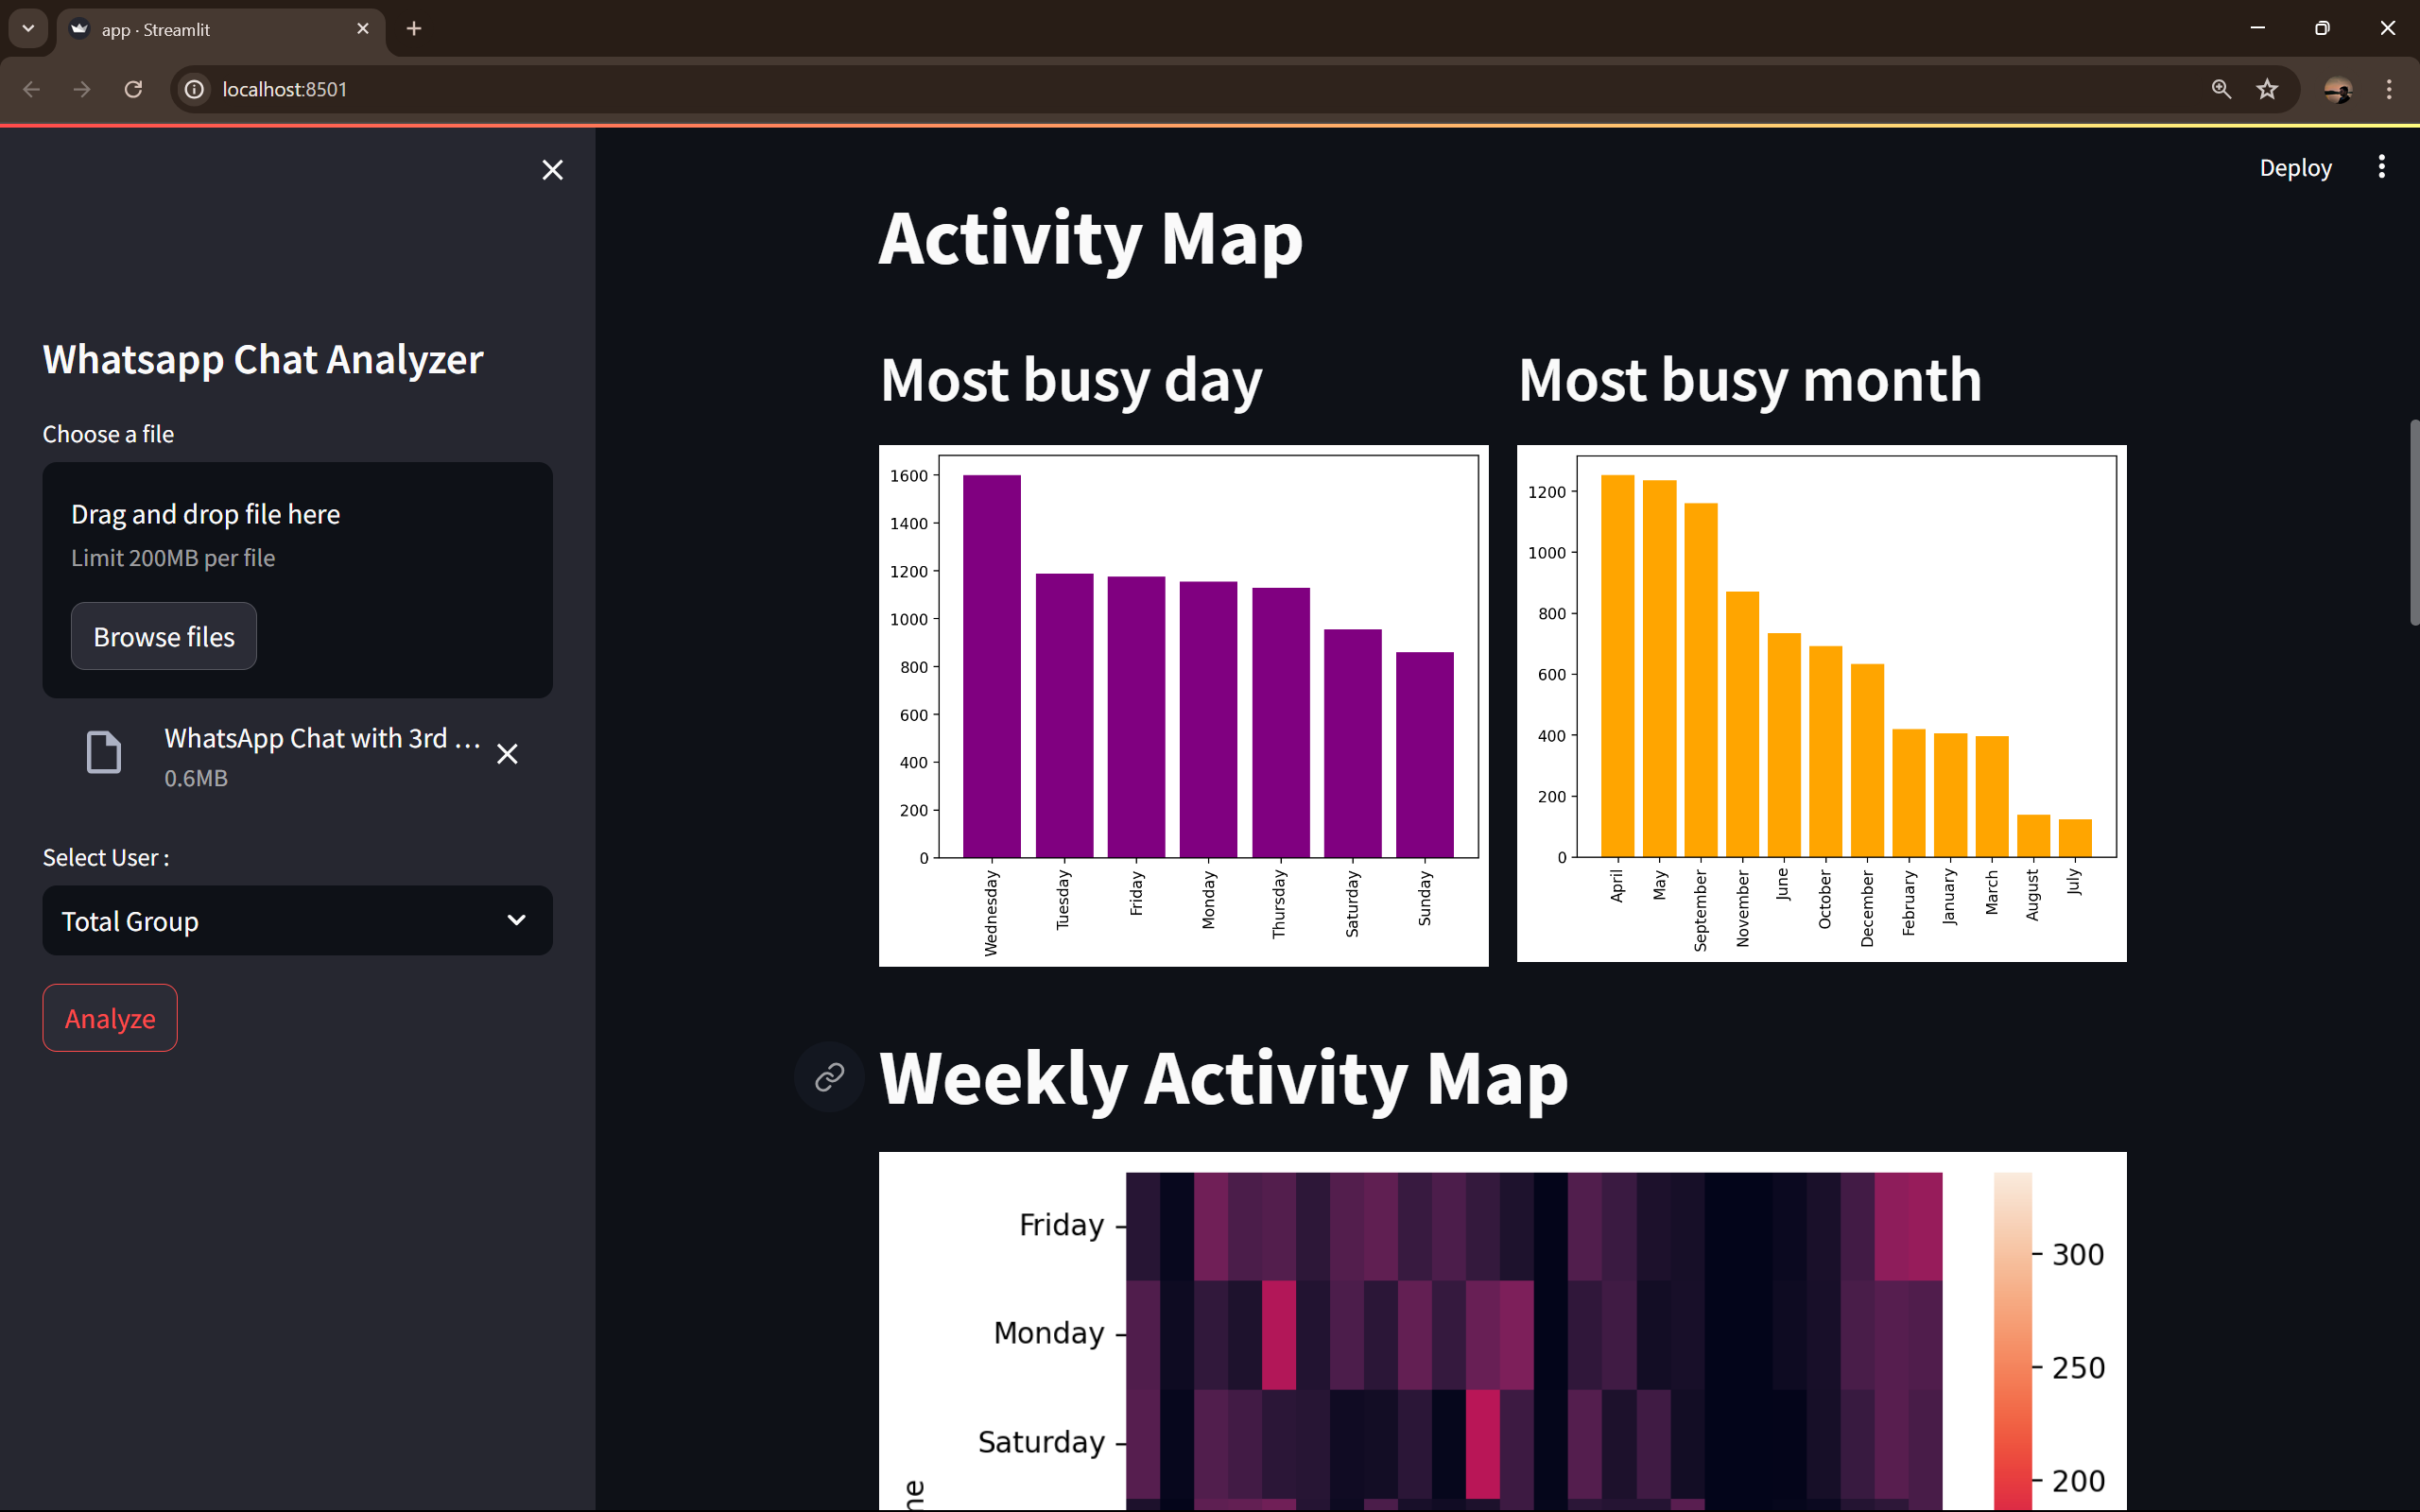 app · Streamlit
localhost:8501
Deploy
Whatsapp Chat Analyzer
Choose a file
Drag and drop file here
Limit 200MB per file
Browse files
WhatsApp Chat with 3rd ...
0.6MB
Select User :
Total Group
Analyze
Activity Map
Most busy day
1600
1400
1200
1000
800
600
400
200
0
Wednesday
Tuesday
Friday
Monday
Thursday
Saturday
Sunday
Most busy month
1200
1000
800
600
400
200
0
April
May
September
November
June
October
December
February
January
March
August
July
Weekly Activity Map
Friday
Monday
Saturday
300
250
200